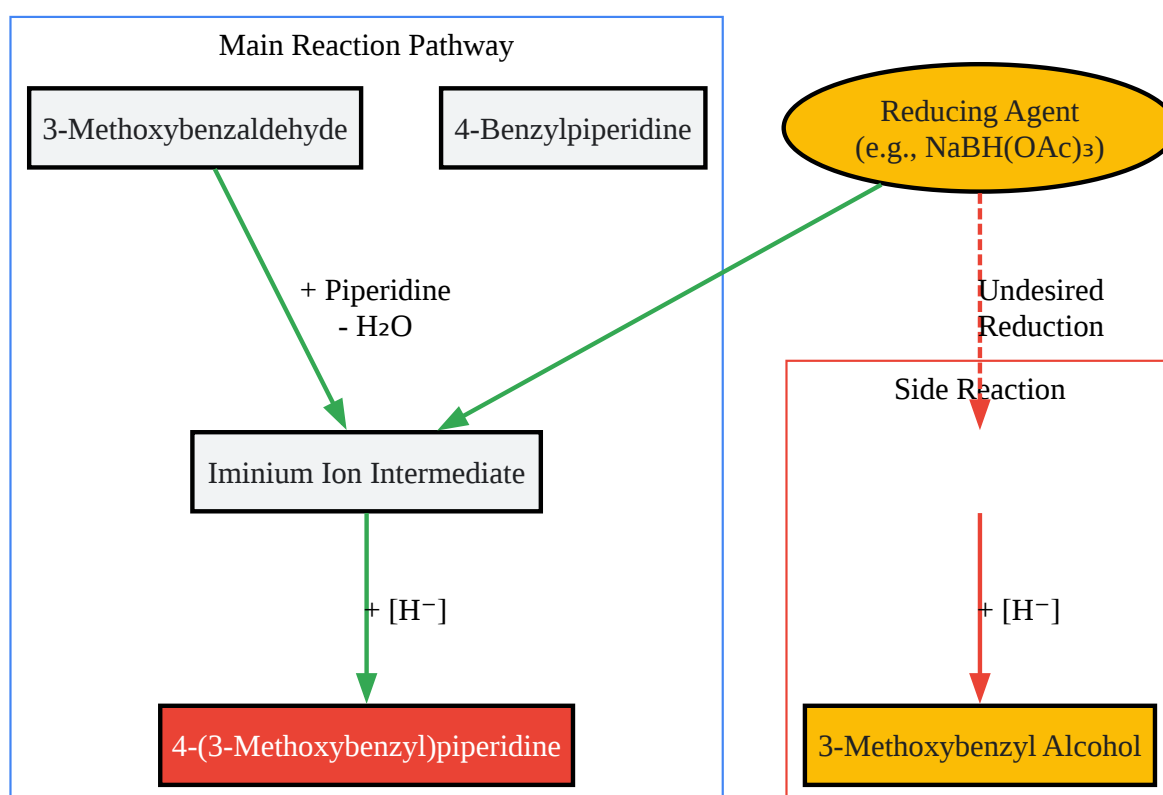 Main Reaction Pathway
3-Methoxybenzaldehyde
4-Benzylpiperidine
Reducing Agent
(e.g., NaBH(OAc)₃)
+ Piperidine
- H₂O
Undesired
Reduction
Side Reaction
Iminium Ion Intermediate
+ [H⁻]
+ [H⁻]
4-(3-Methoxybenzyl)piperidine
3-Methoxybenzyl Alcohol